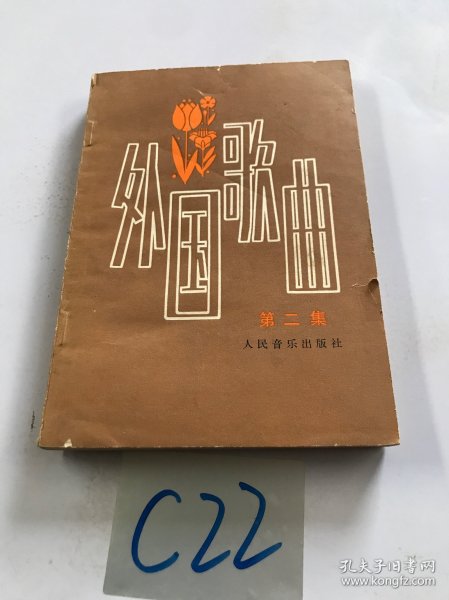 外国歌曲
第二集
人民音乐出版社
C22
孔夫子旧书网
www.kongfz.com